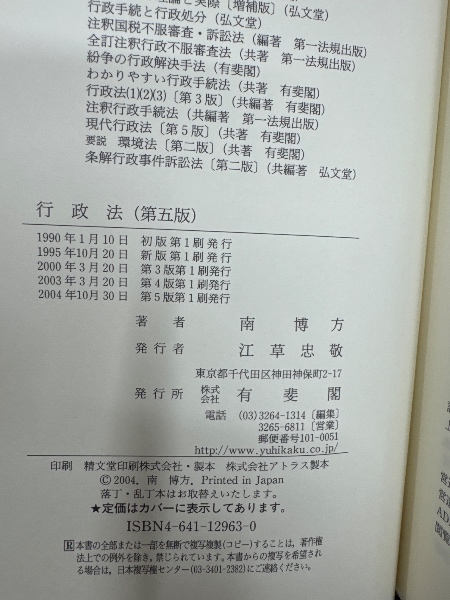 論と実際〔増補版〕(弘文堂)
行政手続と行政処分(弘文堂)
注釈国税不服審査・訴訟法(編著 第一法規出版)
全訂注釈行政不服審査法(共著 第一法規出版)
紛争の行政解決手法(有斐閣)
わかりやすい行政手続法(共著 有斐閣)
行政法(1)(2)(3)〔第3版〕(共編著 有斐閣)
注釈行政手続法(共編著 第一法規出版)
現代行政法〔第5版〕(共著 有斐閣)
要説 環境法〔第二版〕(共著 有斐閣)
条解行政事件訴訟法〔第二版〕(共編著 弘文堂)
行政法(第五版)
1990年1月10日 初版第1刷発行
1995年10月20日 新版第1刷発行
2000年3月20日 第3版第1刷発行
2003年3月20日 第4版第1刷発行
2004年10月30日 第5版第1刷発行
著者 南博方
発行者 江草忠敬
東京都千代田区神田神保町2-17
発行所 株式会社 有斐閣
電話 (03)3264-1314〔編集〕
3265-6811〔営業〕
郵便番号101-0051
http://www.yuhikaku.co.jp
印刷 精文堂印刷株式会社・製本 株式会社アトラス製本
© 2004, 南 博方. Printed in Japan
落丁・乱丁本はお取替えいたします。
★定価はカバーに表示してあります。
ISBN4-641-12963-0
R 本書の全部または一部を無断で複写複製(コピー)することは、著作権
法上での例外を除き、禁じられています。本書からの複写を希望され
る場合は、日本複写権センター(03-3401-2382)にご連絡ください。